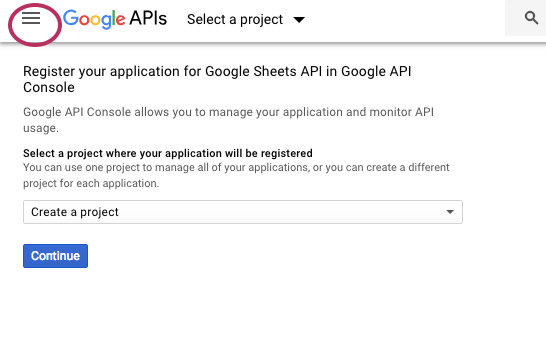 Google APIs Select a project
Register your application for Google Sheets API in Google API
Console
Google API Console allows you to manage your application and monitor API
usage.
Select a project where your application will be registered
You can use one project to manage all of your applications, or you can create a different
project for each application.
Create a project
Continue